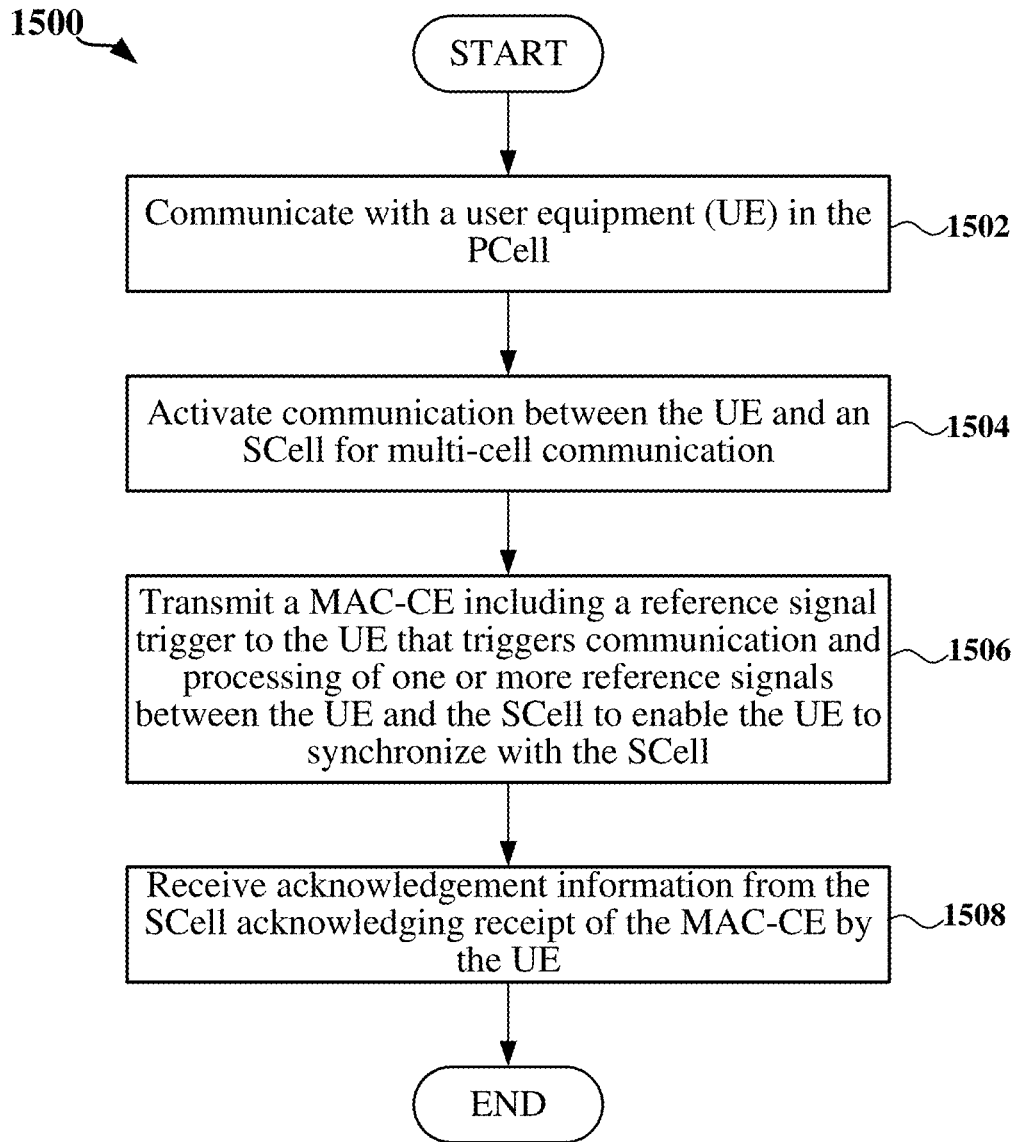 1500
START
Communicate with a user equipment (UE) in the
PCell
1502
Activate communication between the UE and an
SCell for multi-cell communication
1504
Transmit a MAC-CE including a reference signal
trigger to the UE that triggers communication and
processing of one or more reference signals
between the UE and the SCell to enable the UE to
synchronize with the SCell
1506
Receive acknowledgement information from the
SCell acknowledging receipt of the MAC-CE by
the UE
1508
END